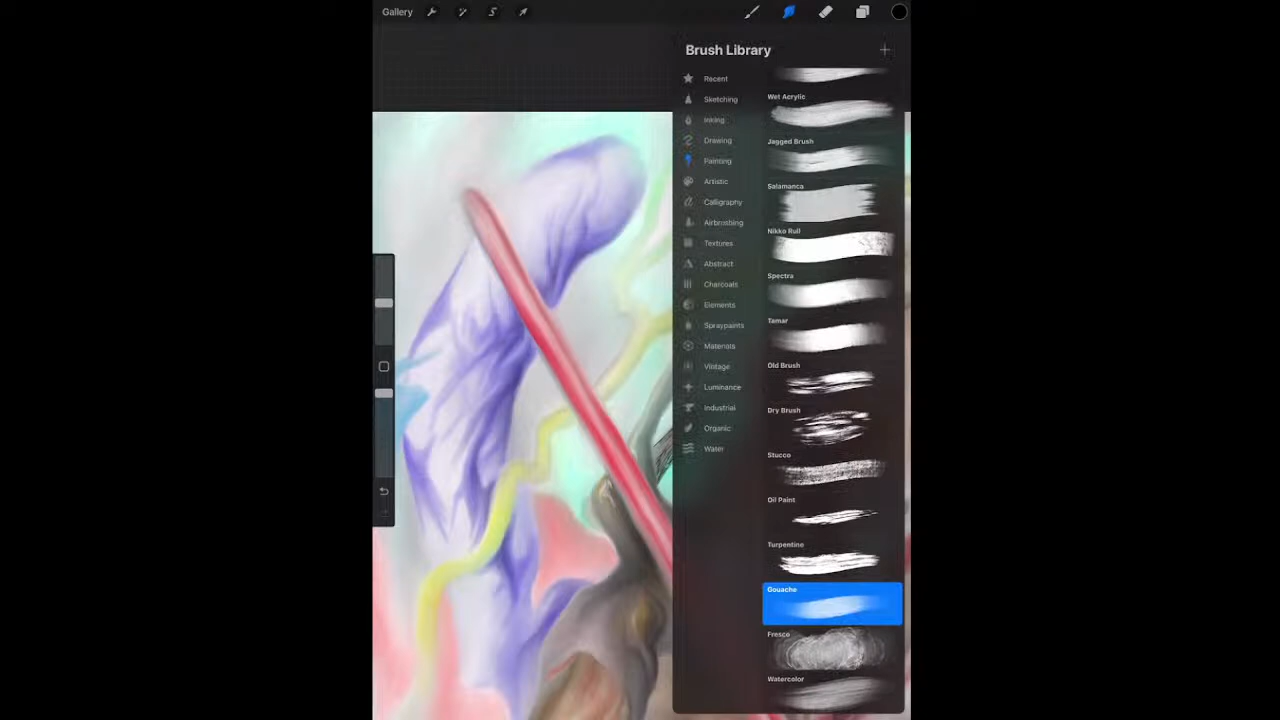 Gallery
Brush Library
Recent
Sketching
Inking
Drawing
Painting
Artistic
Calligraphy
Airbrushing
Textures
Abstract
Charcoals
Elements
Spraypaints
Materials
Vintage
Luminance
Industrial
Organic
Water
Wet Acrylic
Jagged Brush
Salamanca
Nikko Rull
Spectra
Tamar
Old Brush
Dry Brush
Stucco
Oil Paint
Turpentine
Gouache
Fresco
Watercolor